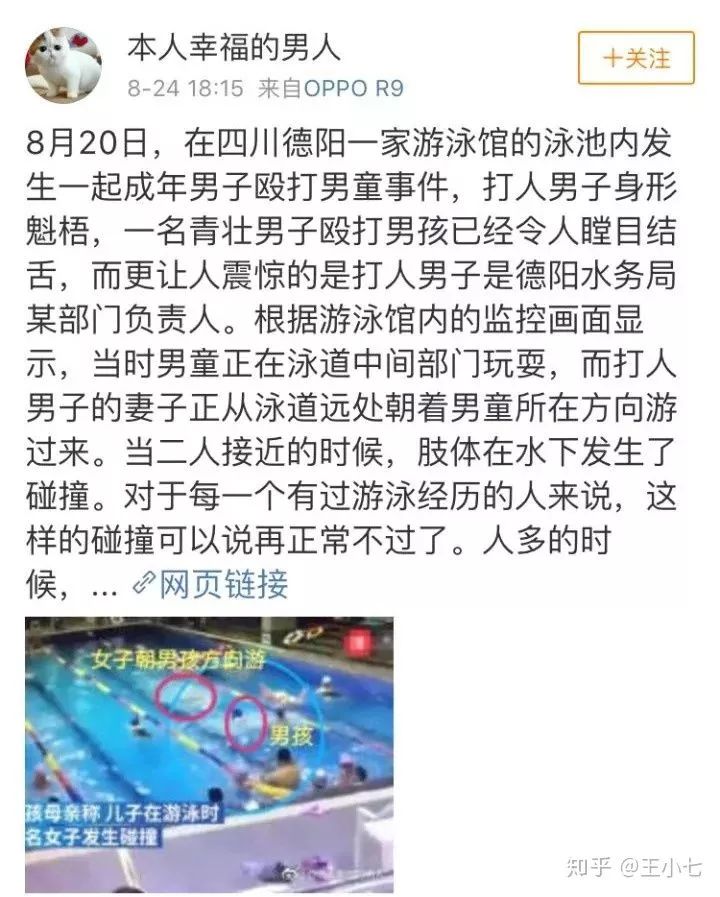 本人幸福的男人
8-24 18:15 来自OPPO R9
＋关注
8月20日，在四川德阳一家游泳馆的泳池内发
生一起成年男子殴打男童事件，打人男子身形
魁梧，一名青壮男子殴打男孩已经令人瞠目结
舌，而更让人震惊的是打人男子是德阳水务局
某部门负责人。根据游泳馆内的监控画面显
示，当时男童正在泳道中间部门玩耍，而打人
男子的妻子正从泳道远处朝着男童所在方向游
过来。当二人接近的时候，肢体在水下发生了
碰撞。对于每一个有过游泳经历的人来说，这
样的碰撞可以说再正常不过了。人多的时
候，... 网页链接
女子朝男孩方向游
男孩
孩母亲称 儿子在游泳时
名女子发生碰撞
知乎 @王小七